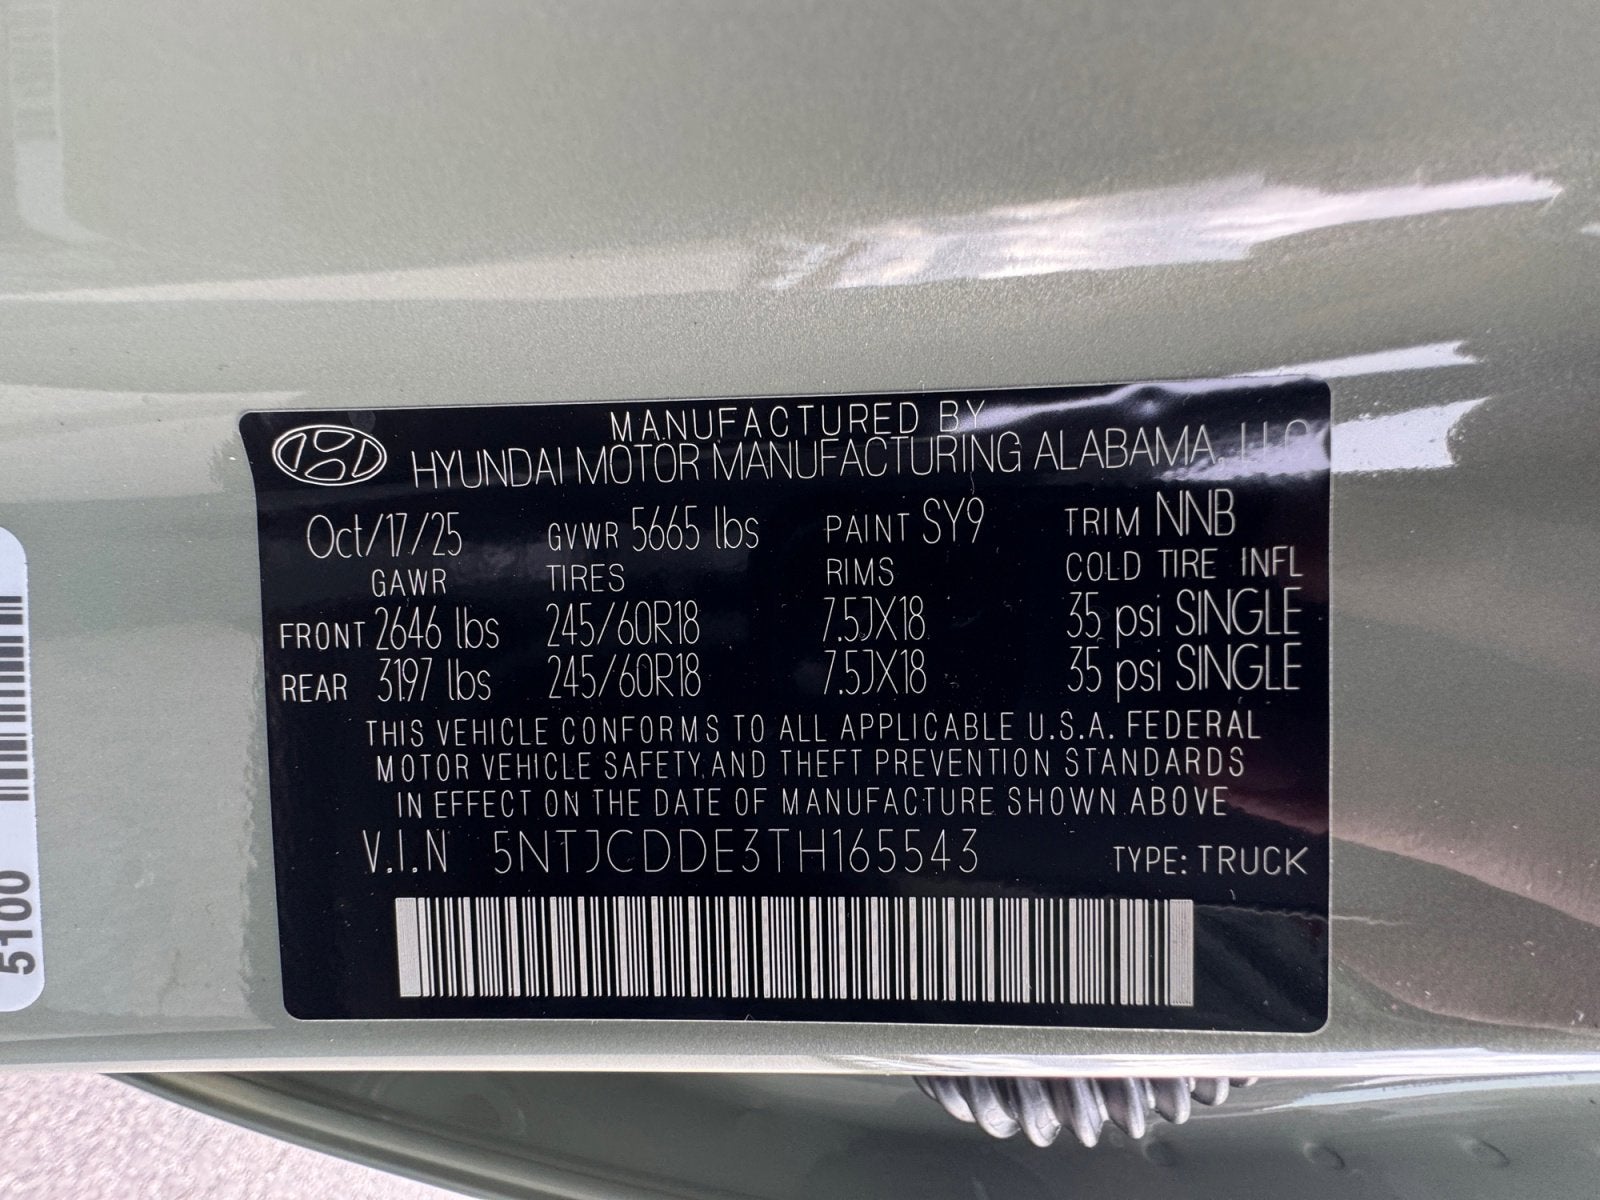 MANUFACTURED BY
HYUNDAI MOTOR MANUFACTURING ALABAMA, LLC
Oct/17/25 GVWR 5665 lbs PAINT SY9 TRIM NNB
GAWR TIRES RIMS COLD TIRE INFL
FRONT 2646 lbs 245/60R18 7.5JX18 35 psi SINGLE
REAR 3197 lbs 245/60R18 7.5JX18 35 psi SINGLE
THIS VEHICLE CONFORMS TO ALL APPLICABLE U.S.A. FEDERAL
MOTOR VEHICLE SAFETY, AND THEFT PREVENTION STANDARDS
IN EFFECT ON THE DATE OF MANUFACTURE SHOWN ABOVE
V.I.N 5NTJCDDE3TH165543 TYPE: TRUCK
5100